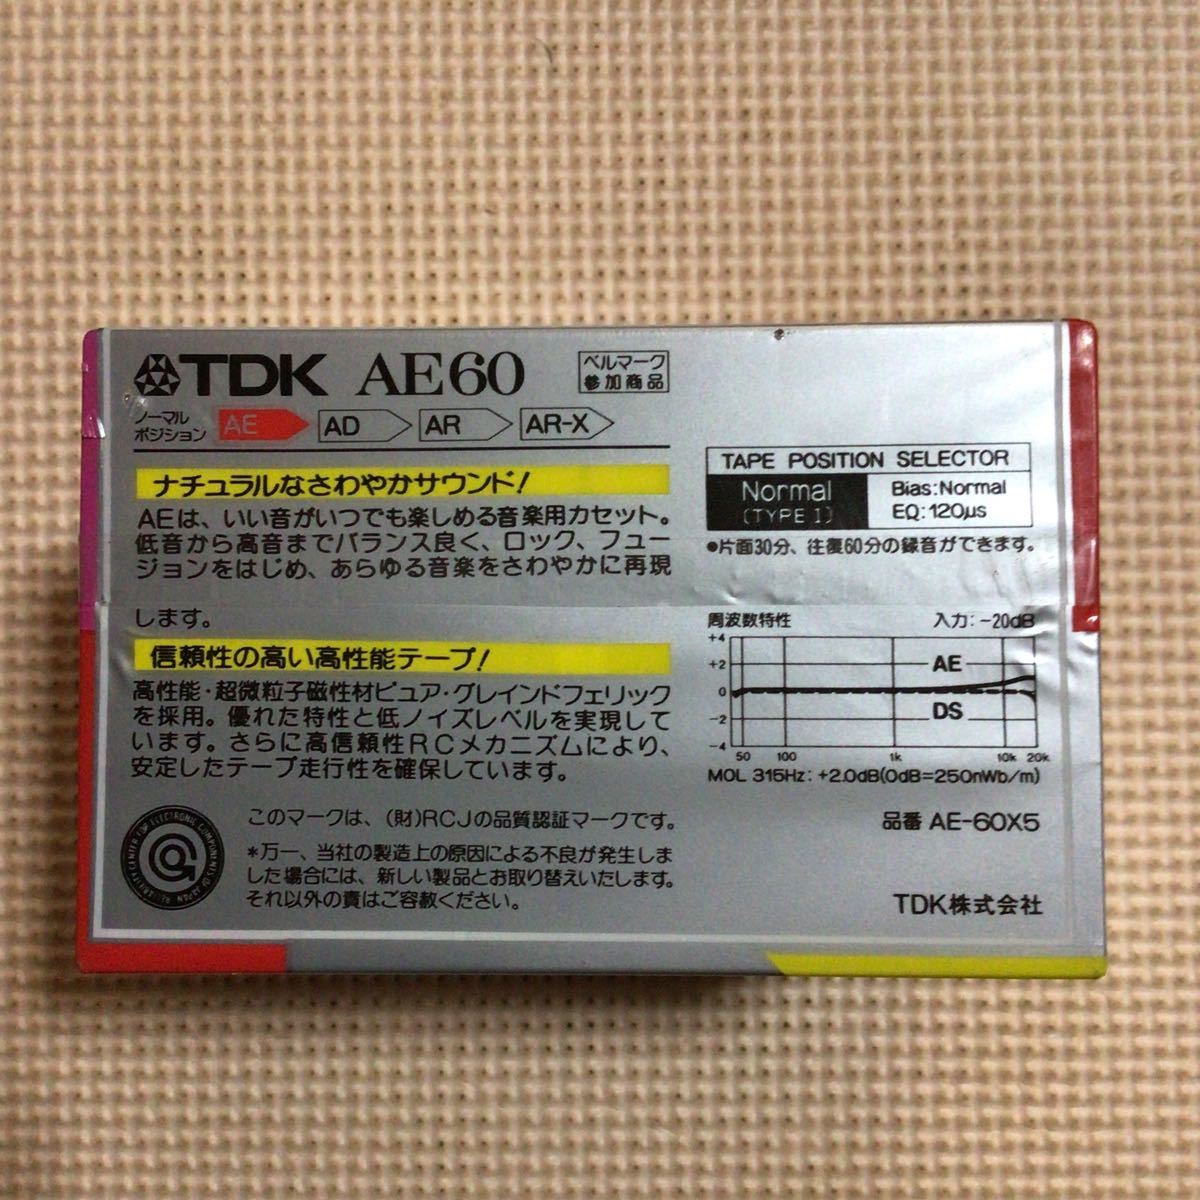 TDK AE60
ベルマーク
参加商品
ノーマル
ポジション
AE AD AR AR-X
ナチュラルなさわやかサウンド!
AEは、いい音がいつでも楽しめる音楽用カセット。
低音から高音までバランス良く、ロック、フュー
ジョンをはじめ、あらゆる音楽をさわやかに再現
します。
信頼性の高い高性能テープ!
高性能・超微粒子磁性材ピュア・グレインドフェリック
を採用。優れた特性と低ノイズレベルを実現して
います。さらに高信頼性RCメカニズムにより、
安定したテープ走行性を確保しています。
このマークは、(財)RCJの品質認証マークです。
*万一、当社の製造上の原因による不良が発生しま
した場合には、新しい製品とお取り替えいたします。
それ以外の責はご容赦ください。
RELIABILITY CENTER FOR ELECTRONIC COMPONENTS OF JAPAN
TAPE POSITION SELECTOR
Normal
(TYPE I)
Bias:Normal
EQ:120μs
●片面30分、往復60分の録音ができます。
周波数特性 入力:-20dB
+4
+2
0
-2
-4
AE
DS
50 100 1k 10k 20k
MOL 315Hz: +2.0dB(0dB=250nWb/m)
品番 AE-60X5
TDK株式会社